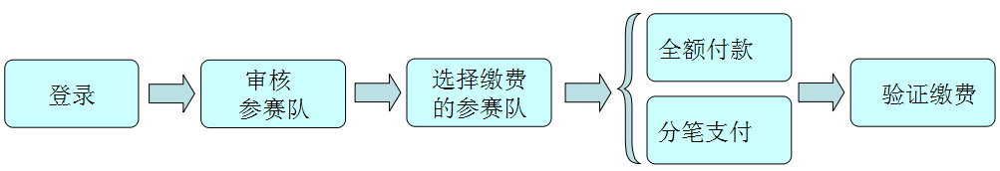 登录
审核
参赛队
选择缴费
的参赛队
全额付款
分笔支付
验证缴费